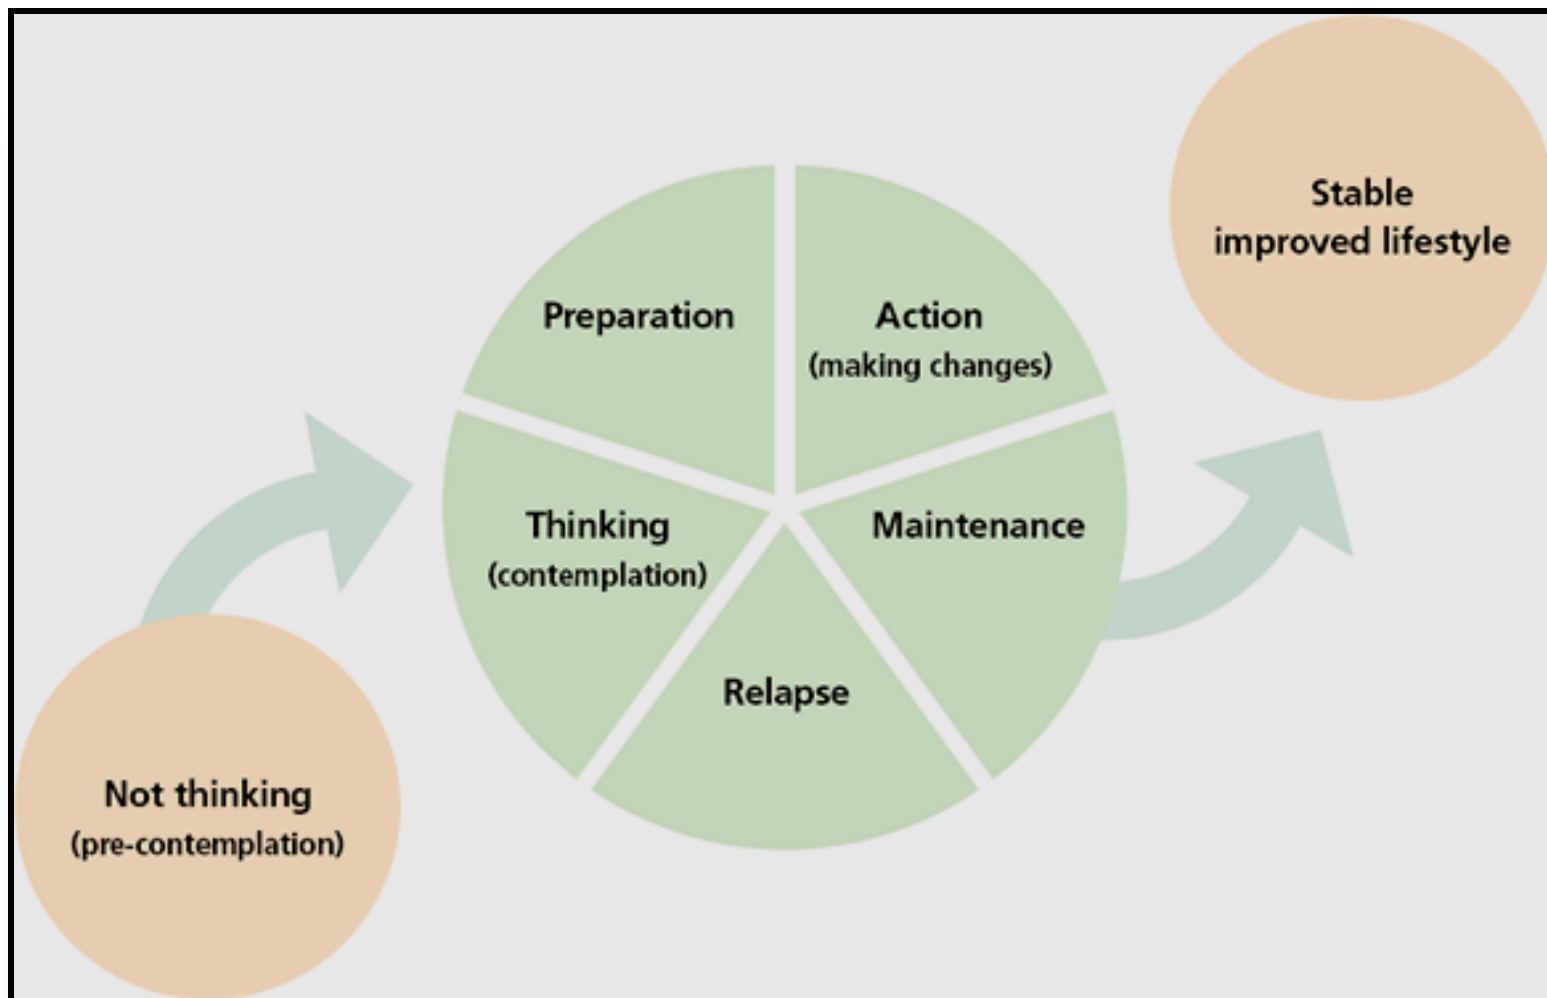 Stable
improved lifestyle
Preparation
Action
(making changes)
Thinking
(contemplation)
Maintenance
Relapse
Not thinking
(pre-contemplation)